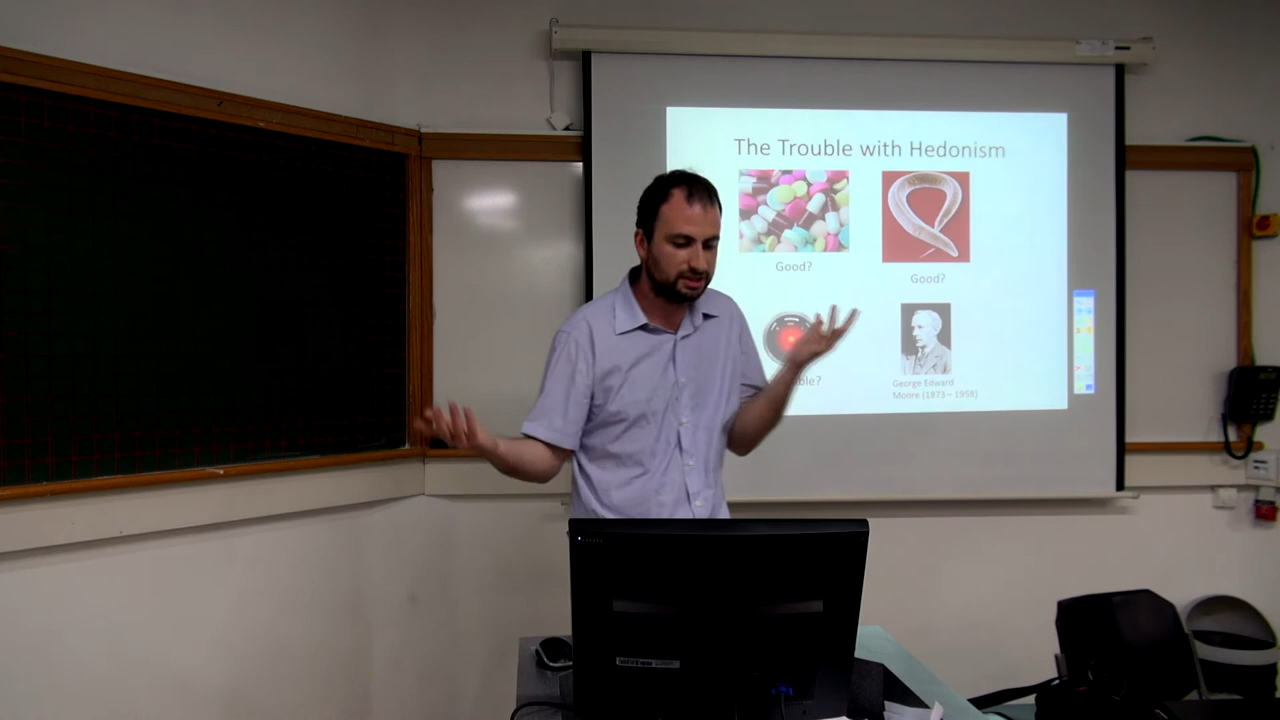 The Trouble with Hedonism
Good?
Good?
George Edward
Moore (1873 – 1958)